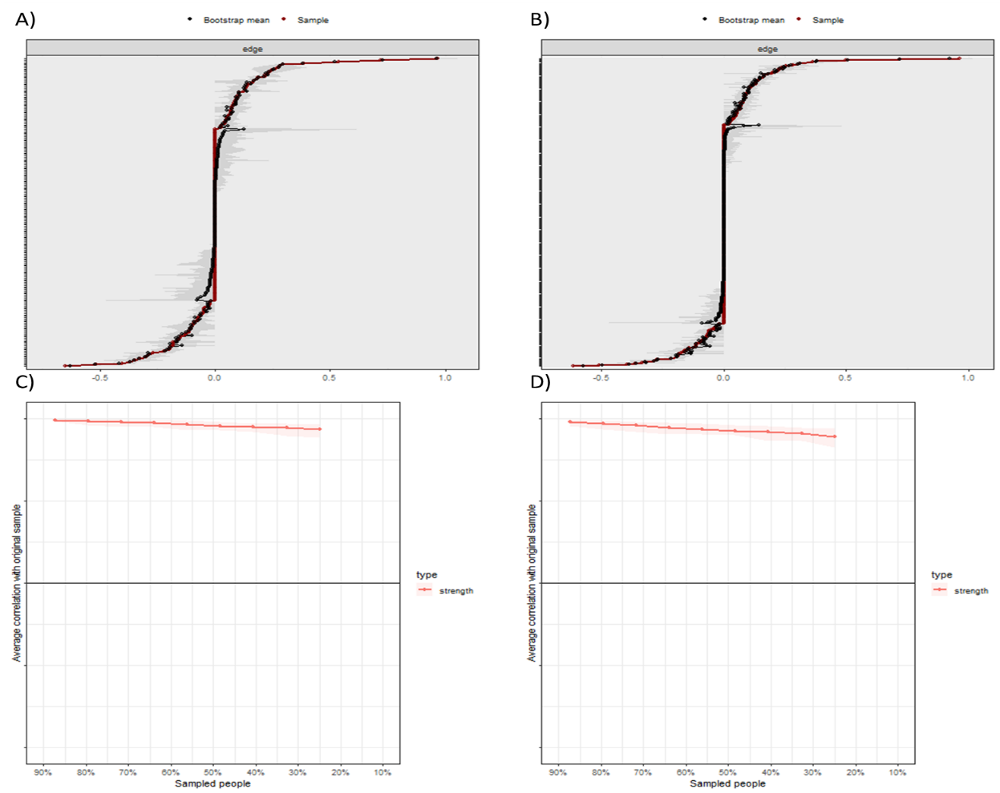 A)
Bootstrap mean Sample
edge
-0.5 0.0 0.5 1.0
B)
Bootstrap mean Sample
edge
-0.5 0.0 0.5 1.0
C)
Average correlation with original sample
90% 80% 70% 60% 50% 40% 30% 20% 10%
Sampled people
type
strength
D)
Average correlation with original sample
90% 80% 70% 60% 50% 40% 30% 20% 10%
Sampled people
type
strength